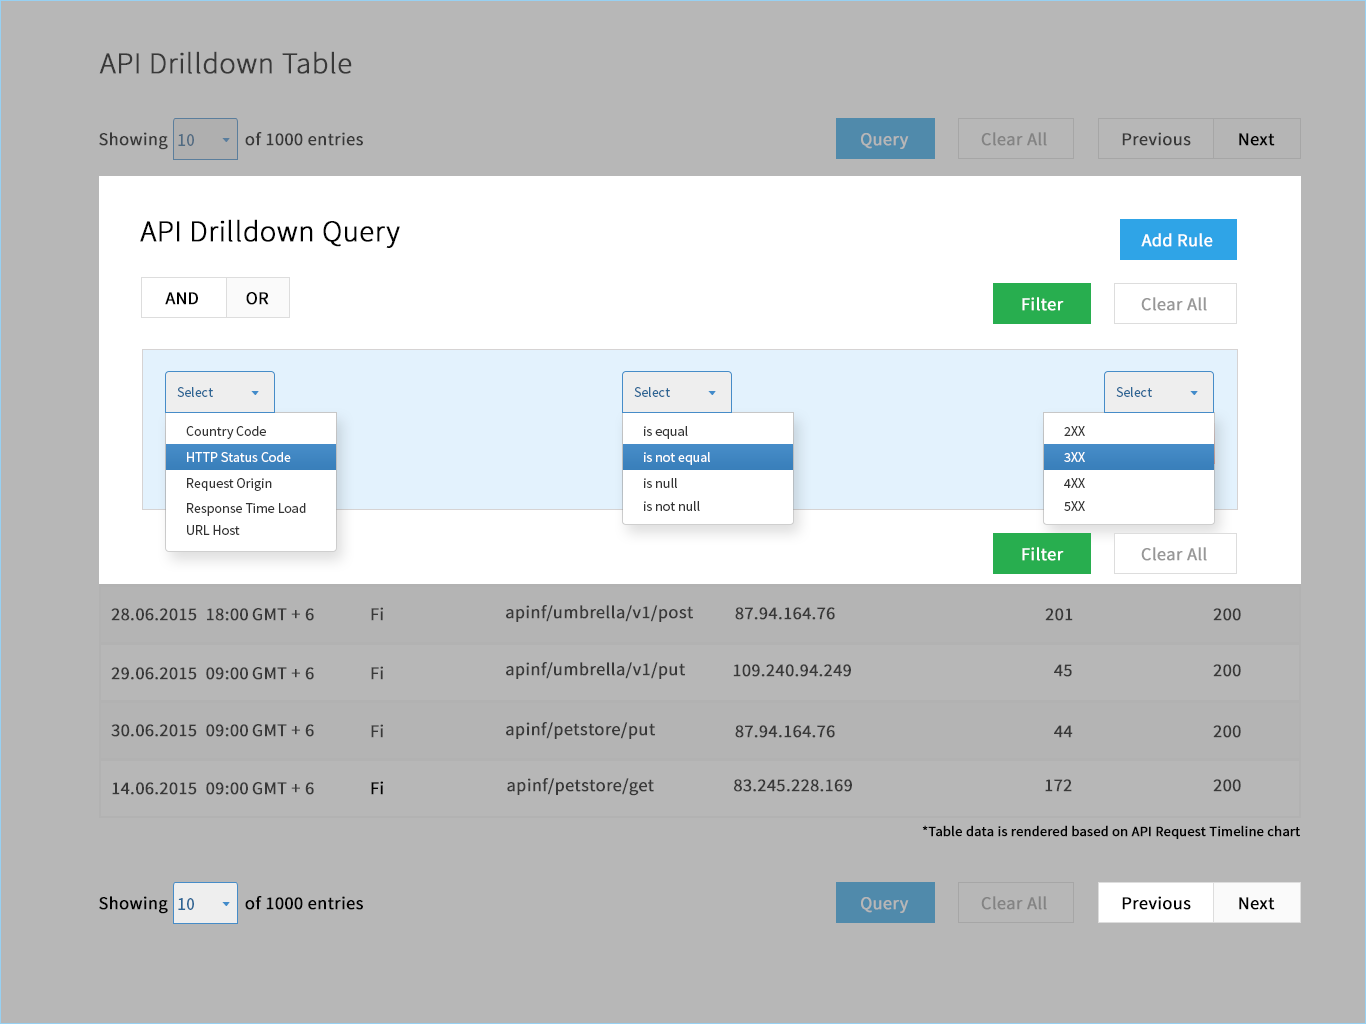 API Drilldown Table
Showing 10 of 1000 entries Query Clear All Previous Next
API Drilldown Query
Add Rule
AND OR
Filter Clear All
Select Select Select
Country Code is equal 2XX
HTTP Status Code is not equal 3XX
Request Origin is null 4XX
Response Time Load is not null 5XX
URL Host
Filter Clear All
28.06.2015 18:00 GMT + 6 Fi apinf/umbrella/v1/post 87.94.164.76 201 200
29.06.2015 09:00 GMT + 6 Fi apinf/umbrella/v1/put 109.240.94.249 45 200
30.06.2015 09:00 GMT + 6 Fi apinf/petstore/put 87.94.164.76 44 200
14.06.2015 09:00 GMT + 6 Fi apinf/petstore/get 83.245.228.169 172 200
*Table data is rendered based on API Request Timeline chart
Showing 10 of 1000 entries Query Clear All Previous Next